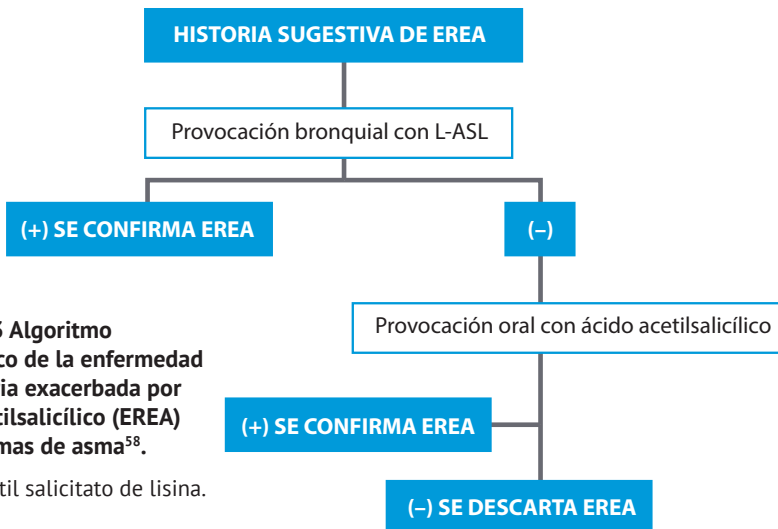 HISTORIA SUGESTIVA DE EREA
Provocación bronquial con L-ASL
(+) SE CONFIRMA EREA
(–)
Provocación oral con ácido acetilsalicílico
(+) SE CONFIRMA EREA
(–) SE DESCARTA EREA
Algoritmo
de la enfermedad
exacerbada por
(EREA)
de asma⁵⁸.
salicitato de lisina.